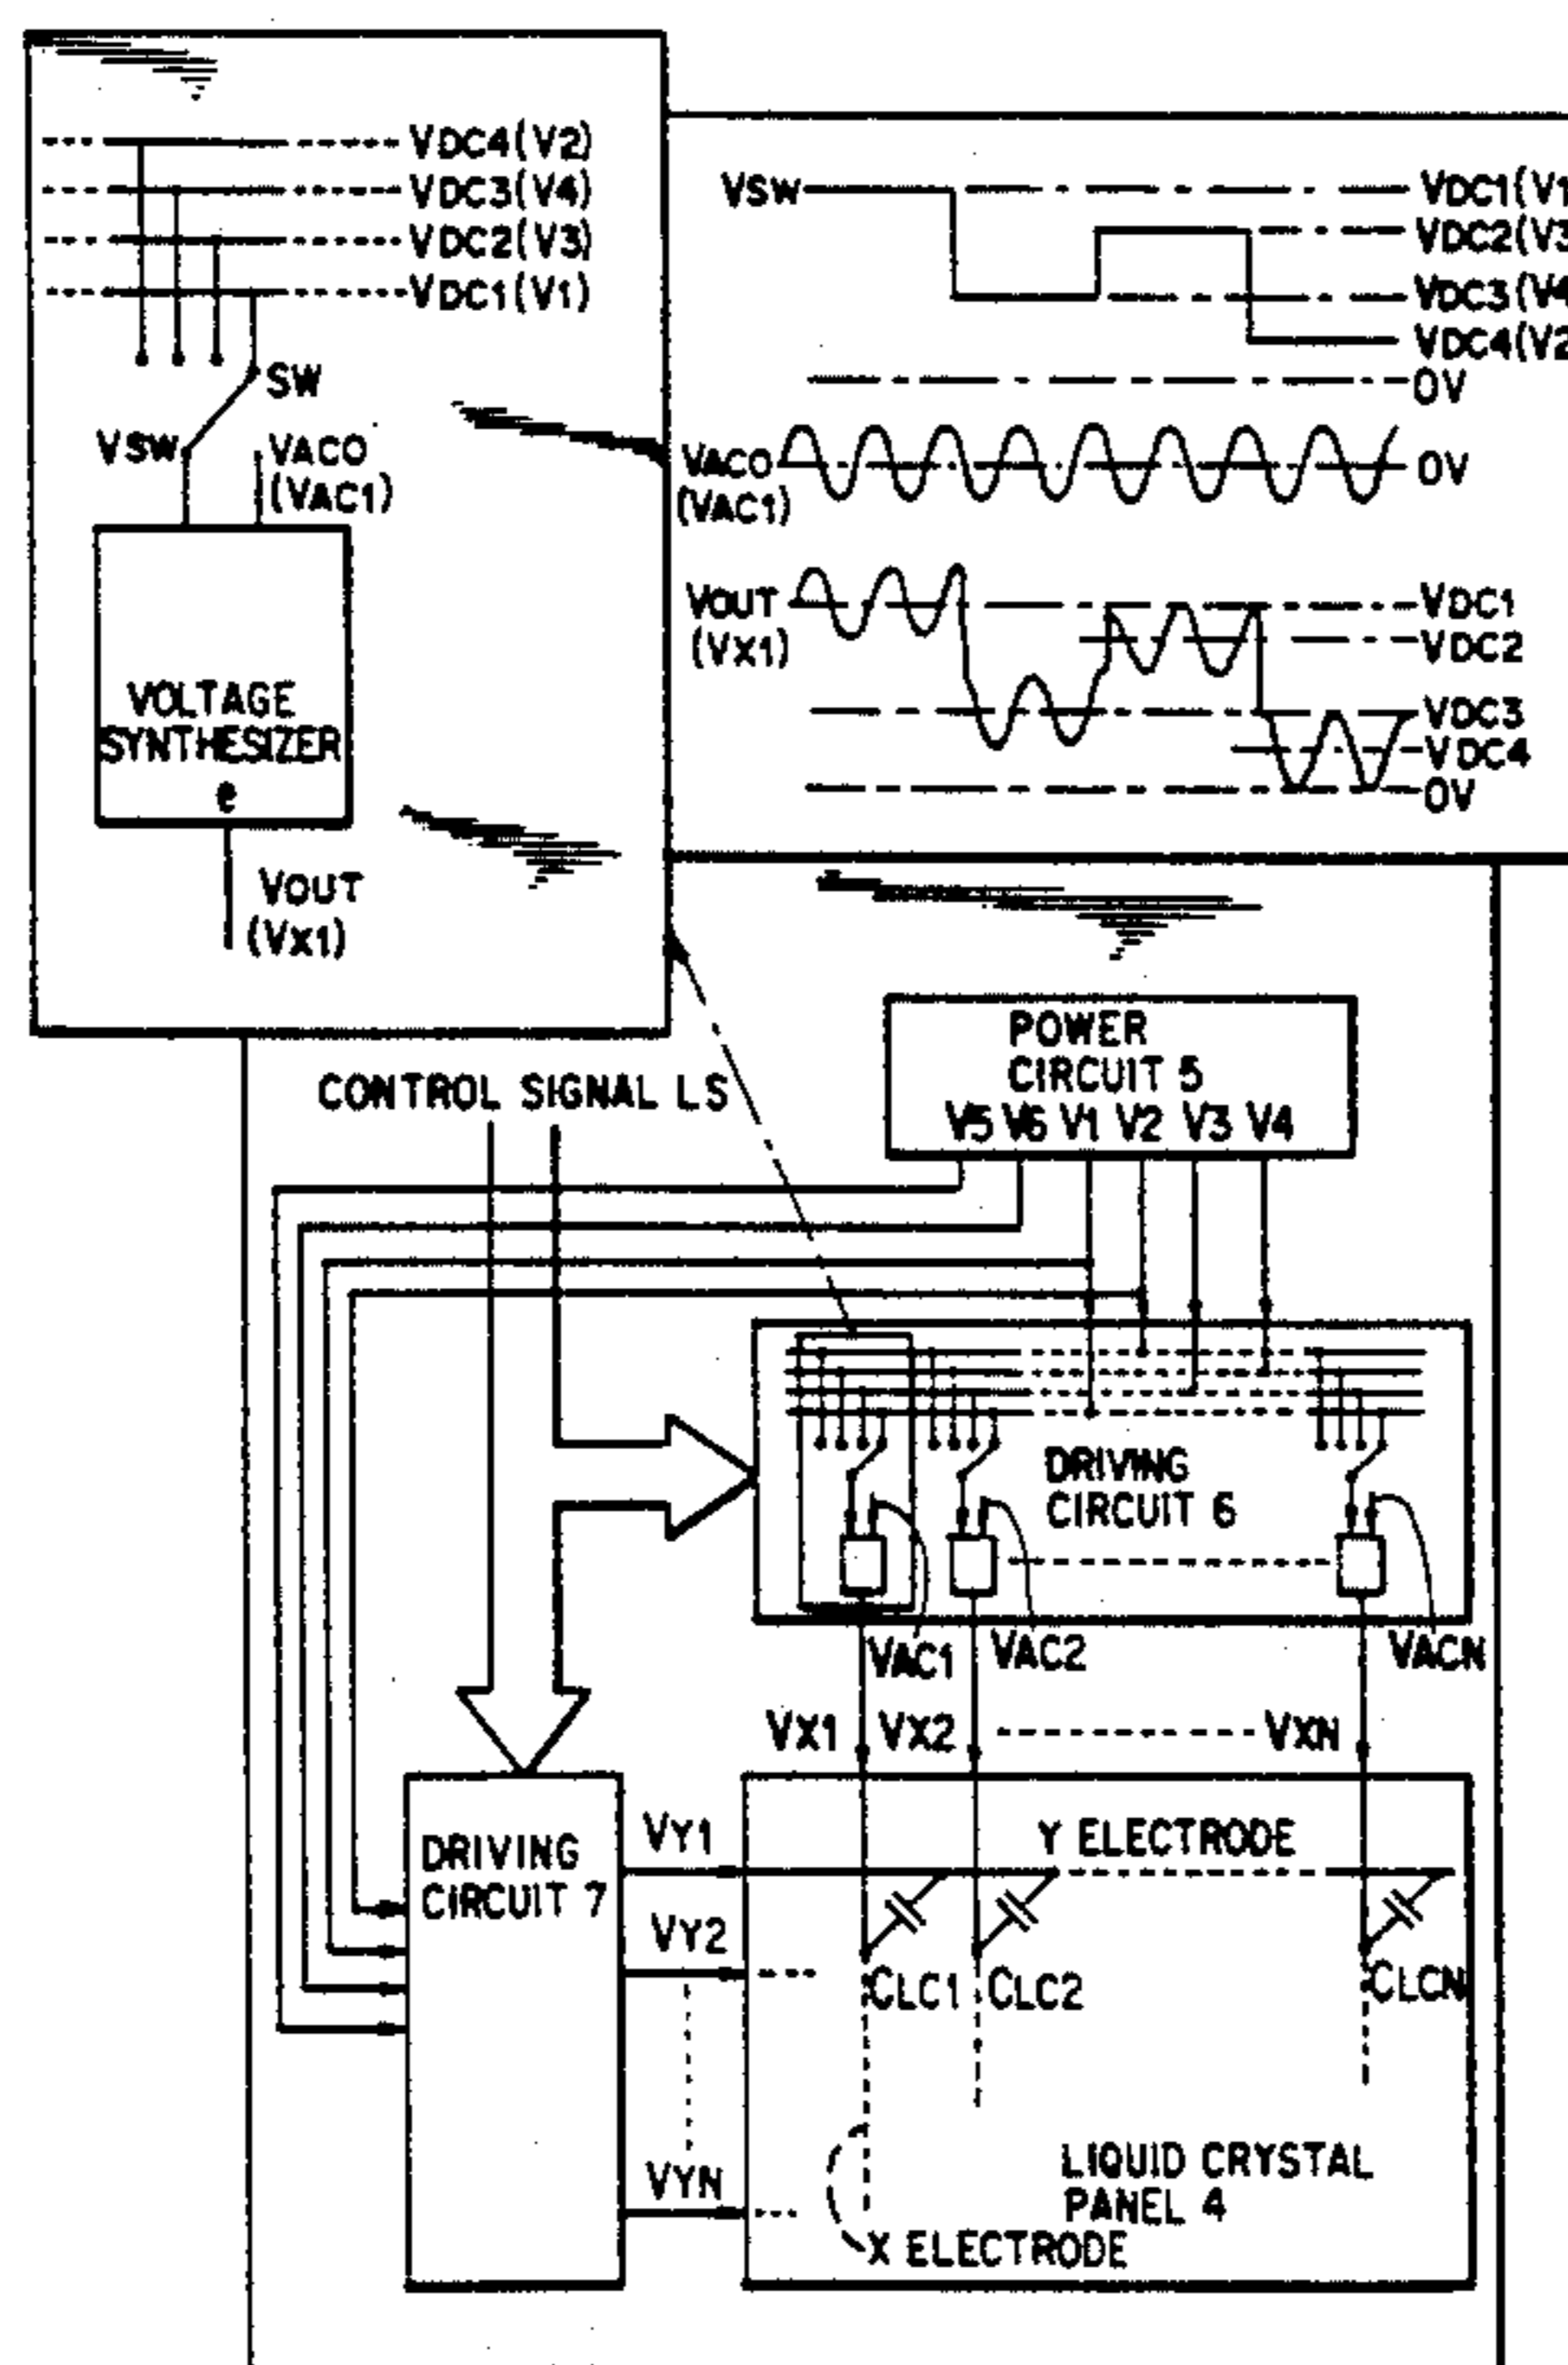 VDC4(V2)
VDC3(V4)
VDC2(V3)
VDC1(V1)
SW
VSW
VACO
(VAC1)
VOLTAGE
SYNTHESIZER
e
VOUT
(VX1)
VSW
VDC1(V1
VDC2(V3
VDC3(V4
VDC4(V2
OV
VACO
(VAC1)
OV
VOUT
(VX1)
VDC1
VDC2
VDC3
VDC4
OV
CONTROL SIGNAL LS
POWER
CIRCUIT 5
V5 V6 V1 V2 V3 V4
DRIVING
CIRCUIT 6
VAC1 VAC2 VACN
VX1 VX2 VXN
DRIVING
CIRCUIT 7
VY1
VY2
VYN
Y ELECTRODE
CLC1 CLC2 CLCN
LIQUID CRYSTAL
PANEL 4
X ELECTRODE